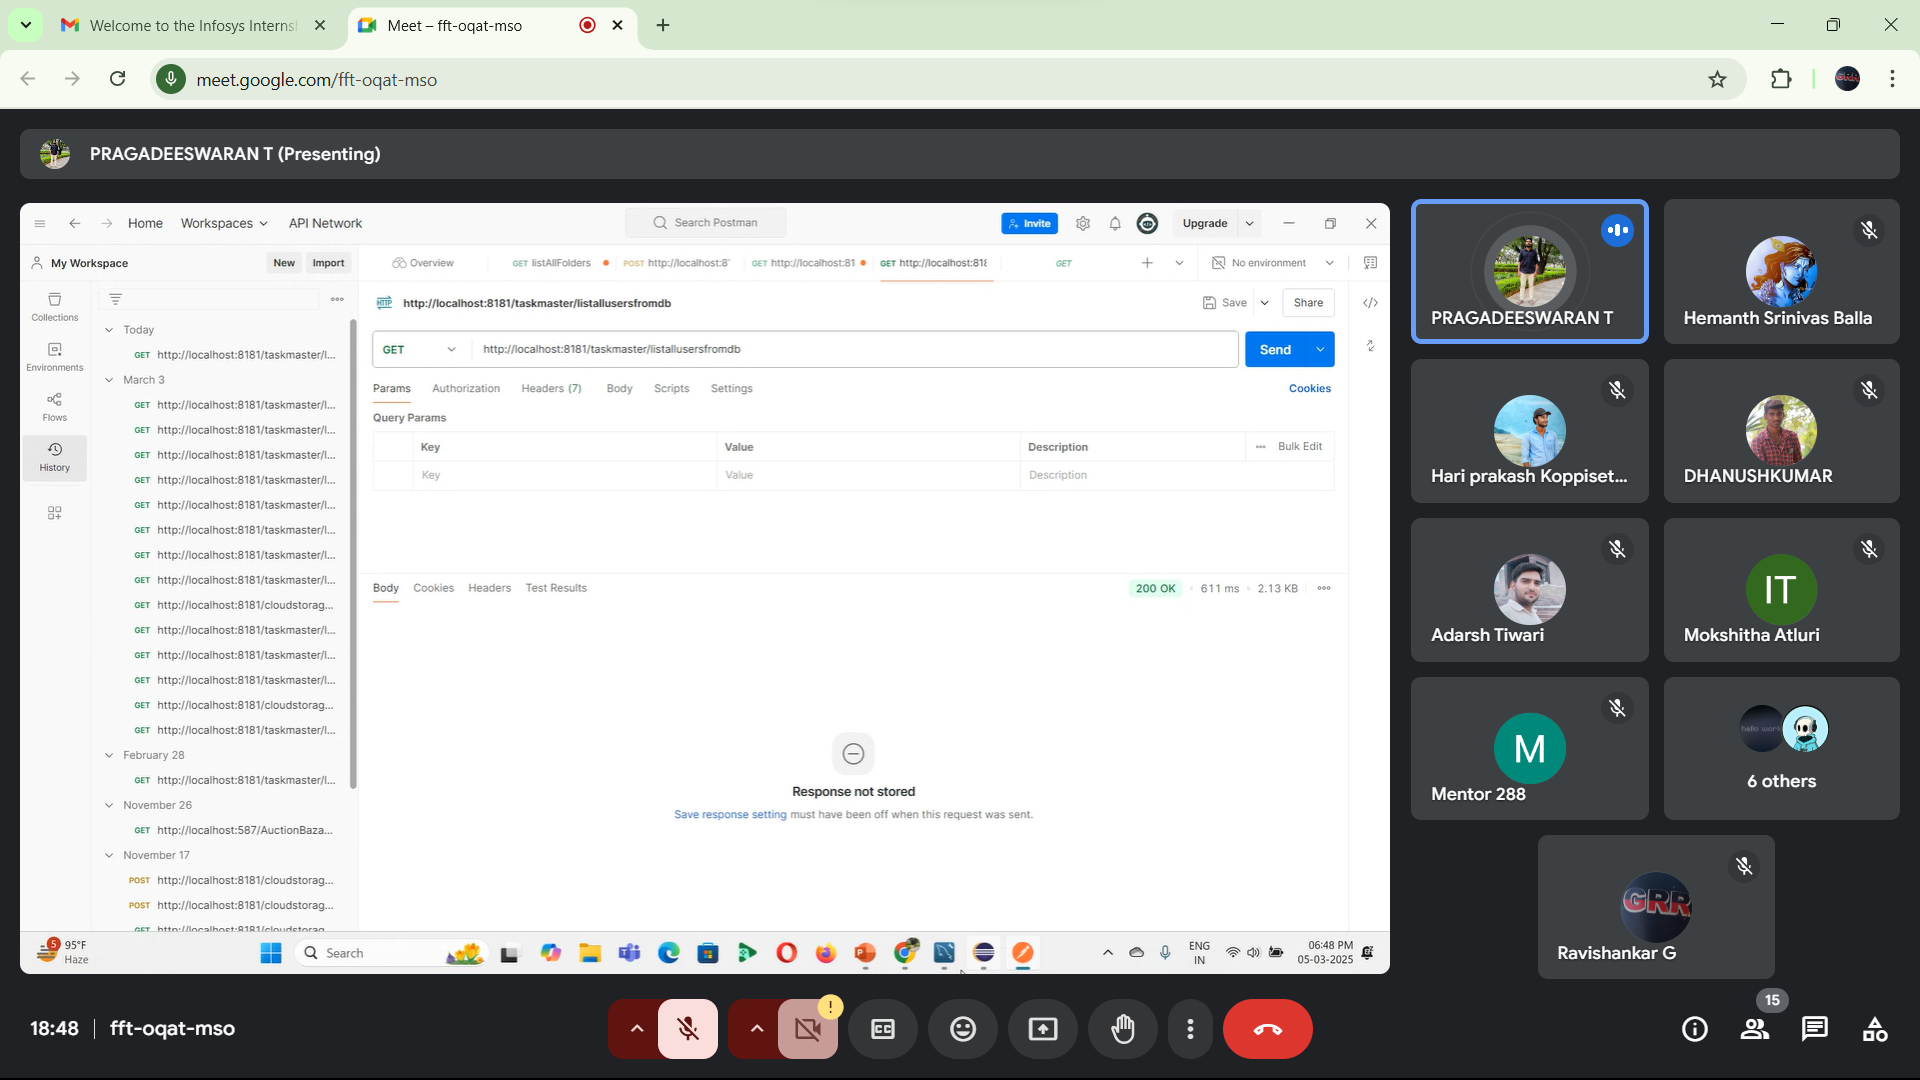 Welcome to the Infosys Interns
Meet – fft-oqat-mso
meet.google.com/fft-oqat-mso
PRAGADEESWARAN T (Presenting)
Home Workspaces API Network
Search Postman
Invite
Upgrade
My Workspace
New Import
Overview
GET listAllFolders
POST http://localhost:8
GET http://localhost:81
GET http://localhost:818
GET
No environment
Collections
Environments
Flows
History
Today
GET http://localhost:8181/taskmaster/l...
March 3
GET http://localhost:8181/taskmaster/l...
GET http://localhost:8181/taskmaster/l...
GET http://localhost:8181/taskmaster/l...
GET http://localhost:8181/taskmaster/l...
GET http://localhost:8181/taskmaster/l...
GET http://localhost:8181/taskmaster/l...
GET http://localhost:8181/taskmaster/l...
GET http://localhost:8181/taskmaster/l...
GET http://localhost:8181/cloudstorag...
GET http://localhost:8181/taskmaster/l...
GET http://localhost:8181/taskmaster/l...
GET http://localhost:8181/taskmaster/l...
GET http://localhost:8181/cloudstorag...
GET http://localhost:8181/taskmaster/l...
February 28
GET http://localhost:8181/taskmaster/l...
November 26
GET http://localhost:587/AuctionBaza...
November 17
POST http://localhost:8181/cloudstorag...
POST http://localhost:8181/cloudstorag...
GET http://localhost:8181/cloudstorag...
HTTP http://localhost:8181/taskmaster/listallusersfromdb
Save Share
GET http://localhost:8181/taskmaster/listallusersfromdb
Send
Params Authorization Headers (7) Body Scripts Settings
Cookies
Query Params
Key Value Description Bulk Edit
Key Value Description
Body Cookies Headers Test Results
200 OK 611 ms 2.13 KB
Response not stored
Save response setting must have been off when this request was sent.
5
95°F
Haze
Search
ENG
IN
06:48 PM
05-03-2025
PRAGADEESWARAN T
Hemanth Srinivas Balla
Hari prakash Koppiset...
DHANUSHKUMAR
Adarsh Tiwari
IT
Mokshitha Atluri
M
Mentor 288
hello world
6 others
GRR
Ravishankar G
18:48 fft-oqat-mso
15